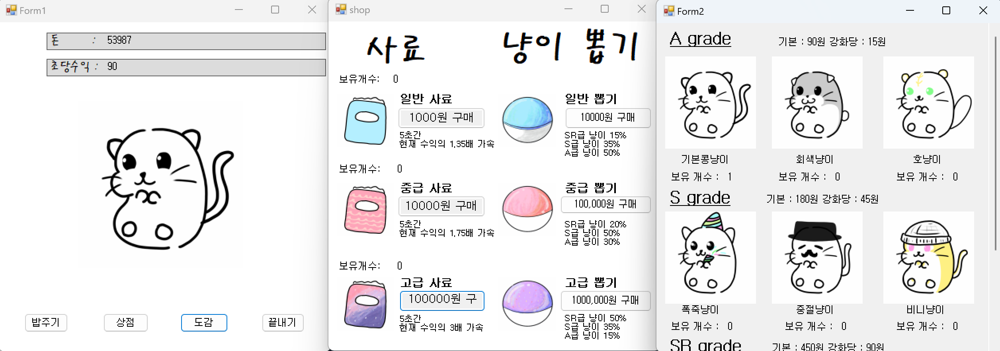 Form1
돈 : 53987
초당수익 : 90
밥주기
상점
도감
끝내기
shop
사료
냥이 뽑기
보유개수: 0
일반 사료
1000원 구매
5초간
현재 수익의 1.35배 가속
일반 뽑기
10000원 구매
SR급 냥이 15%
S급 냥이 35%
A급 냥이 50%
보유개수: 0
중급 사료
10000원 구매
5초간
현재 수익의 1.75배 가속
중급 뽑기
100,000원 구매
SR급 냥이 20%
S급 냥이 50%
A급 냥이 30%
보유개수: 0
고급 사료
100000원 구
5초간
현재 수익의 3배 가속
고급 뽑기
1000,000원 구매
SR급 냥이 50%
S급 냥이 35%
A급 냥이 15%
Form2
A grade
기본 : 90원 강화당 : 15원
기본콩냥이
회색냥이
호냥이
보유 개수 : 1
보유 개수 : 0
보유 개수 : 0
S grade
기본 : 180원 강화당 : 45원
폭죽냥이
중절냥이
비니냥이
보유 개수 : 0
보유 개수 : 0
보유 개수 : 0
SR grade
기본 : 450원 강화당 : 90원